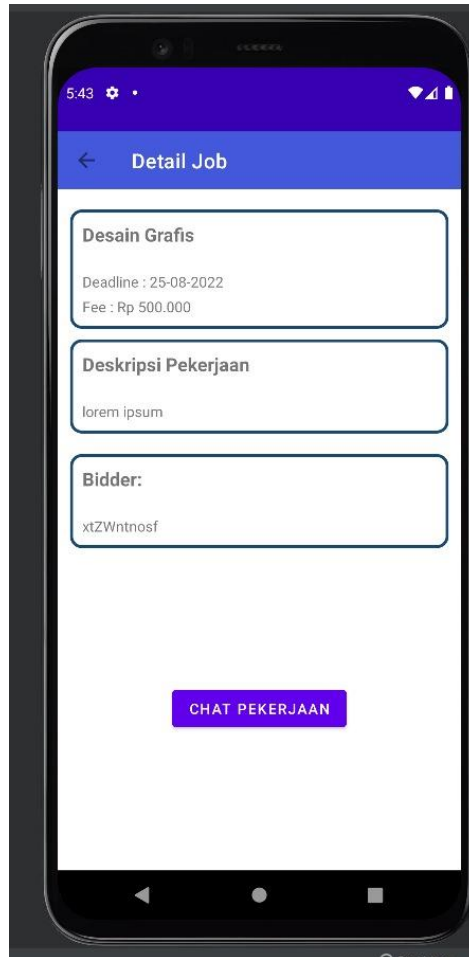 5:43
Detail Job
Desain Grafis
Deadline : 25-08-2022
Fee : Rp 500.000
Deskripsi Pekerjaan
lorem ipsum
Bidder:
xtZWntnosf
CHAT PEKERJAAN